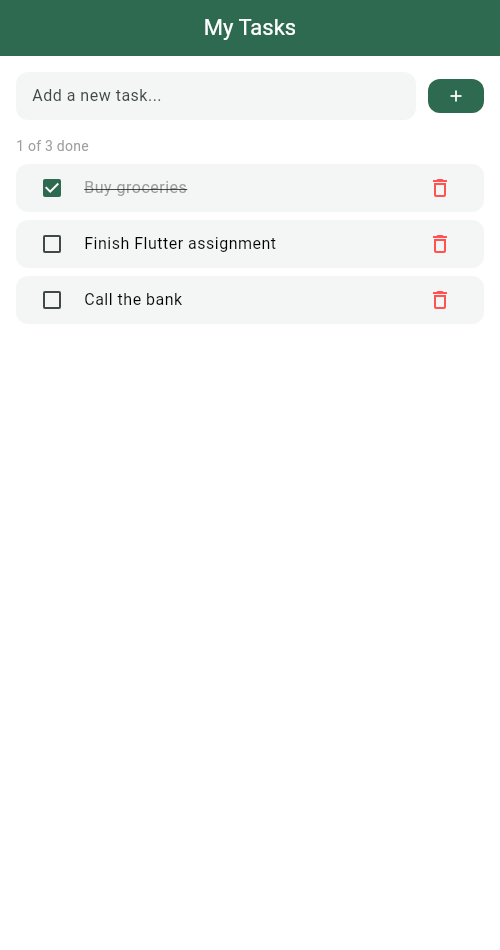 My Tasks
Add a new task...
+
1 of 3 done
Buy groceries
Finish Flutter assignment
Call the bank